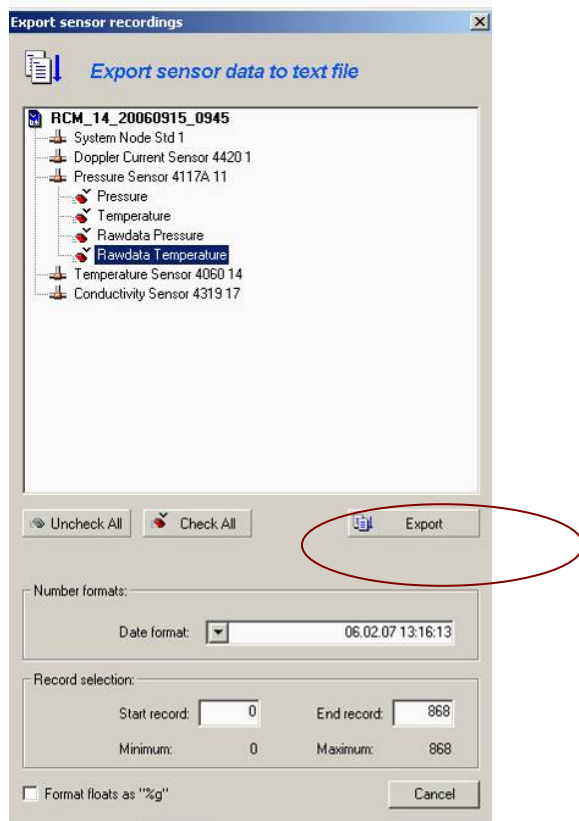 Export sensor recordings
Export sensor data to text file
RCM_14_20060915_0945
System Node Std 1
Doppler Current Sensor 4420 1
Pressure Sensor 4117A 11
Pressure
Temperature
Rawdata Pressure
Rawdata Temperature
Temperature Sensor 4060 14
Conductivity Sensor 4319 17
Uncheck All Check All Export
Number formats:
Date format: 06.02.07 13:16:13
Record selection:
Start record: 0 End record: 868
Minimum: 0 Maximum: 868
Format floats as "%g" Cancel